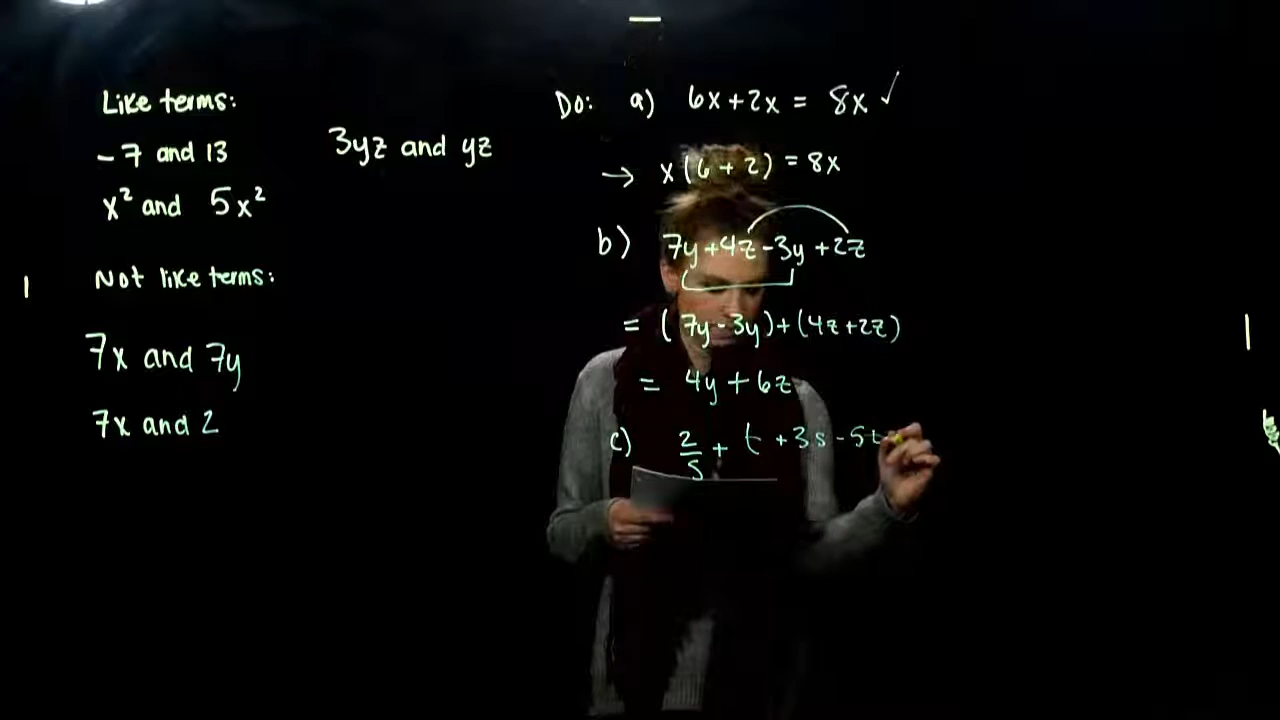 Like terms:
- 7 and 13
x² and 5x²
3yz and yz
Not like terms:
7x and 7y
7x and 2
Do: a) 6x+2x = 8x ✓
→ x(6+2) = 8x
b) 7y+4z-3y+2z
= (7y-3y)+(4z+2z)
= 4y+6z
c) 2/5 + t +3s-5t